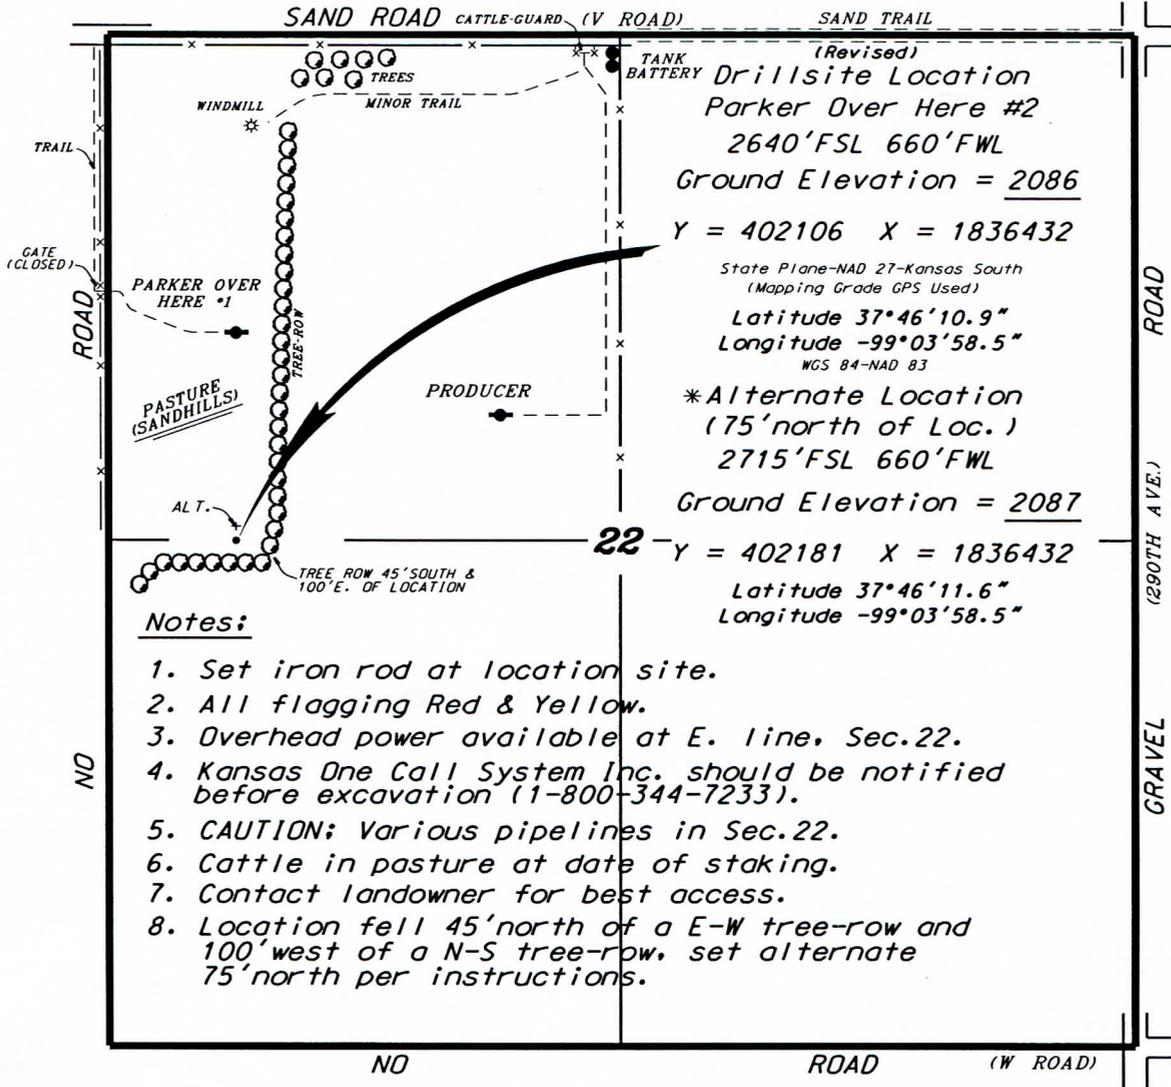 SAND ROAD CATTLE-GUARD (V ROAD) SAND TRAIL
TREES
TANK
BATTERY
WINDMILL
MINOR TRAIL
TRAIL
GATE
(CLOSED)
ROAD
PARKER OVER
HERE #1
TREE-ROW
PASTURE
(SANDHILLS)
PRODUCER
ALT.
22
TREE ROW 45'SOUTH &
100'E. OF LOCATION
(Revised)
Drillsite Location
Parker Over Here #2
2640'FSL 660'FWL
Ground Elevation = 2086
Y = 402106 X = 1836432
State Plane-NAD 27-Kansas South
(Mapping Grade GPS Used)
Latitude 37°46'10.9"
Longitude -99°03'58.5"
WGS 84-NAD 83
*Alternate Location
(75'north of Loc.)
2715'FSL 660'FWL
Ground Elevation = 2087
Y = 402181 X = 1836432
Latitude 37°46'11.6"
Longitude -99°03'58.5"
ROAD
(290TH AVE.)
GRAVEL
NO
Notes:
1. Set iron rod at location site.
2. All flagging Red & Yellow.
3. Overhead power available at E. line, Sec.22.
4. Kansas One Call System Inc. should be notified
before excavation (1-800-344-7233).
5. CAUTION: Various pipelines in Sec.22.
6. Cattle in pasture at date of staking.
7. Contact landowner for best access.
8. Location fell 45'north of a E-W tree-row and
100'west of a N-S tree-row, set alternate
75'north per instructions.
NO ROAD (W ROAD)